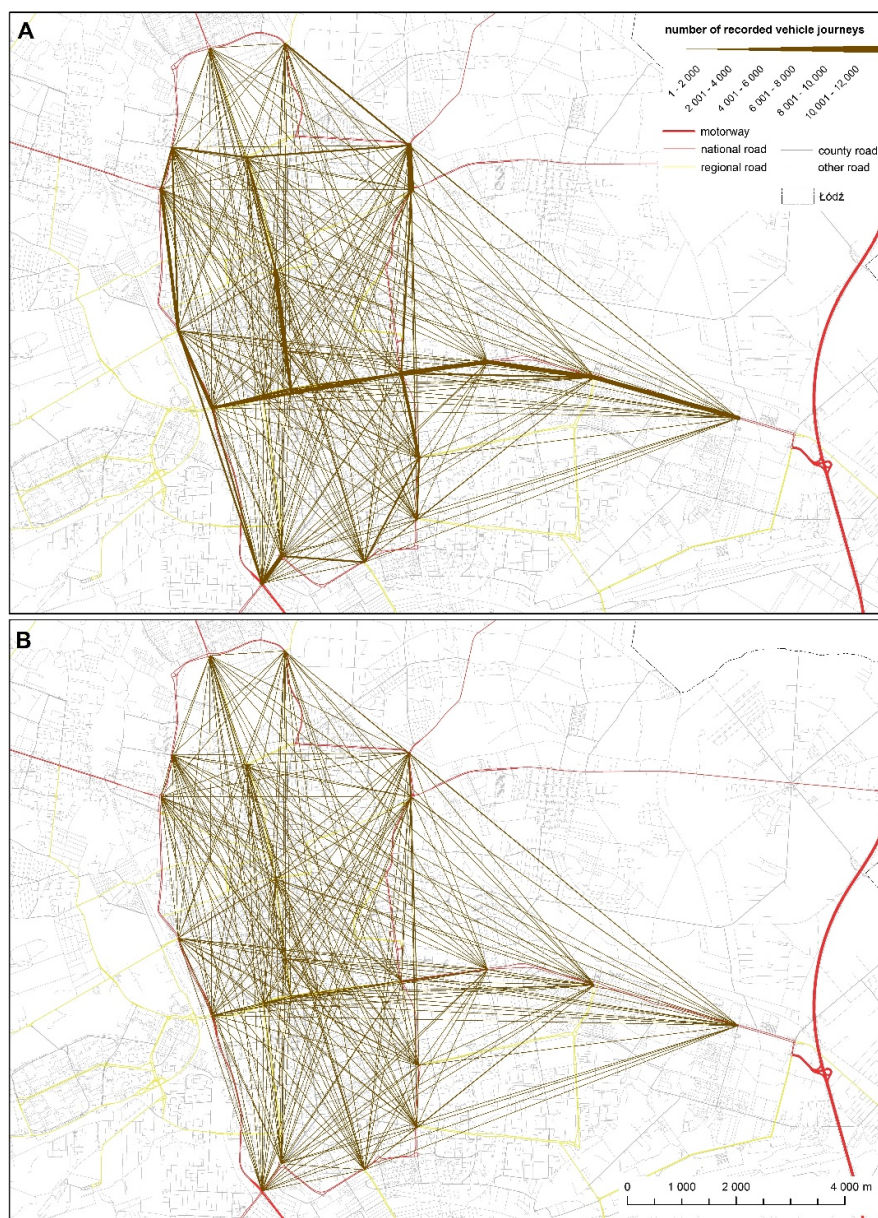 A
number of recorded vehicle journeys
1 - 2 000
2 001 - 4 000
4 001 - 6 000
6 001 - 8 000
8 001 - 10 000
10 001 - 12 000
motorway
national road
regional road
county road
other road
Łódź
B
0 1 000 2 000 4 000 m